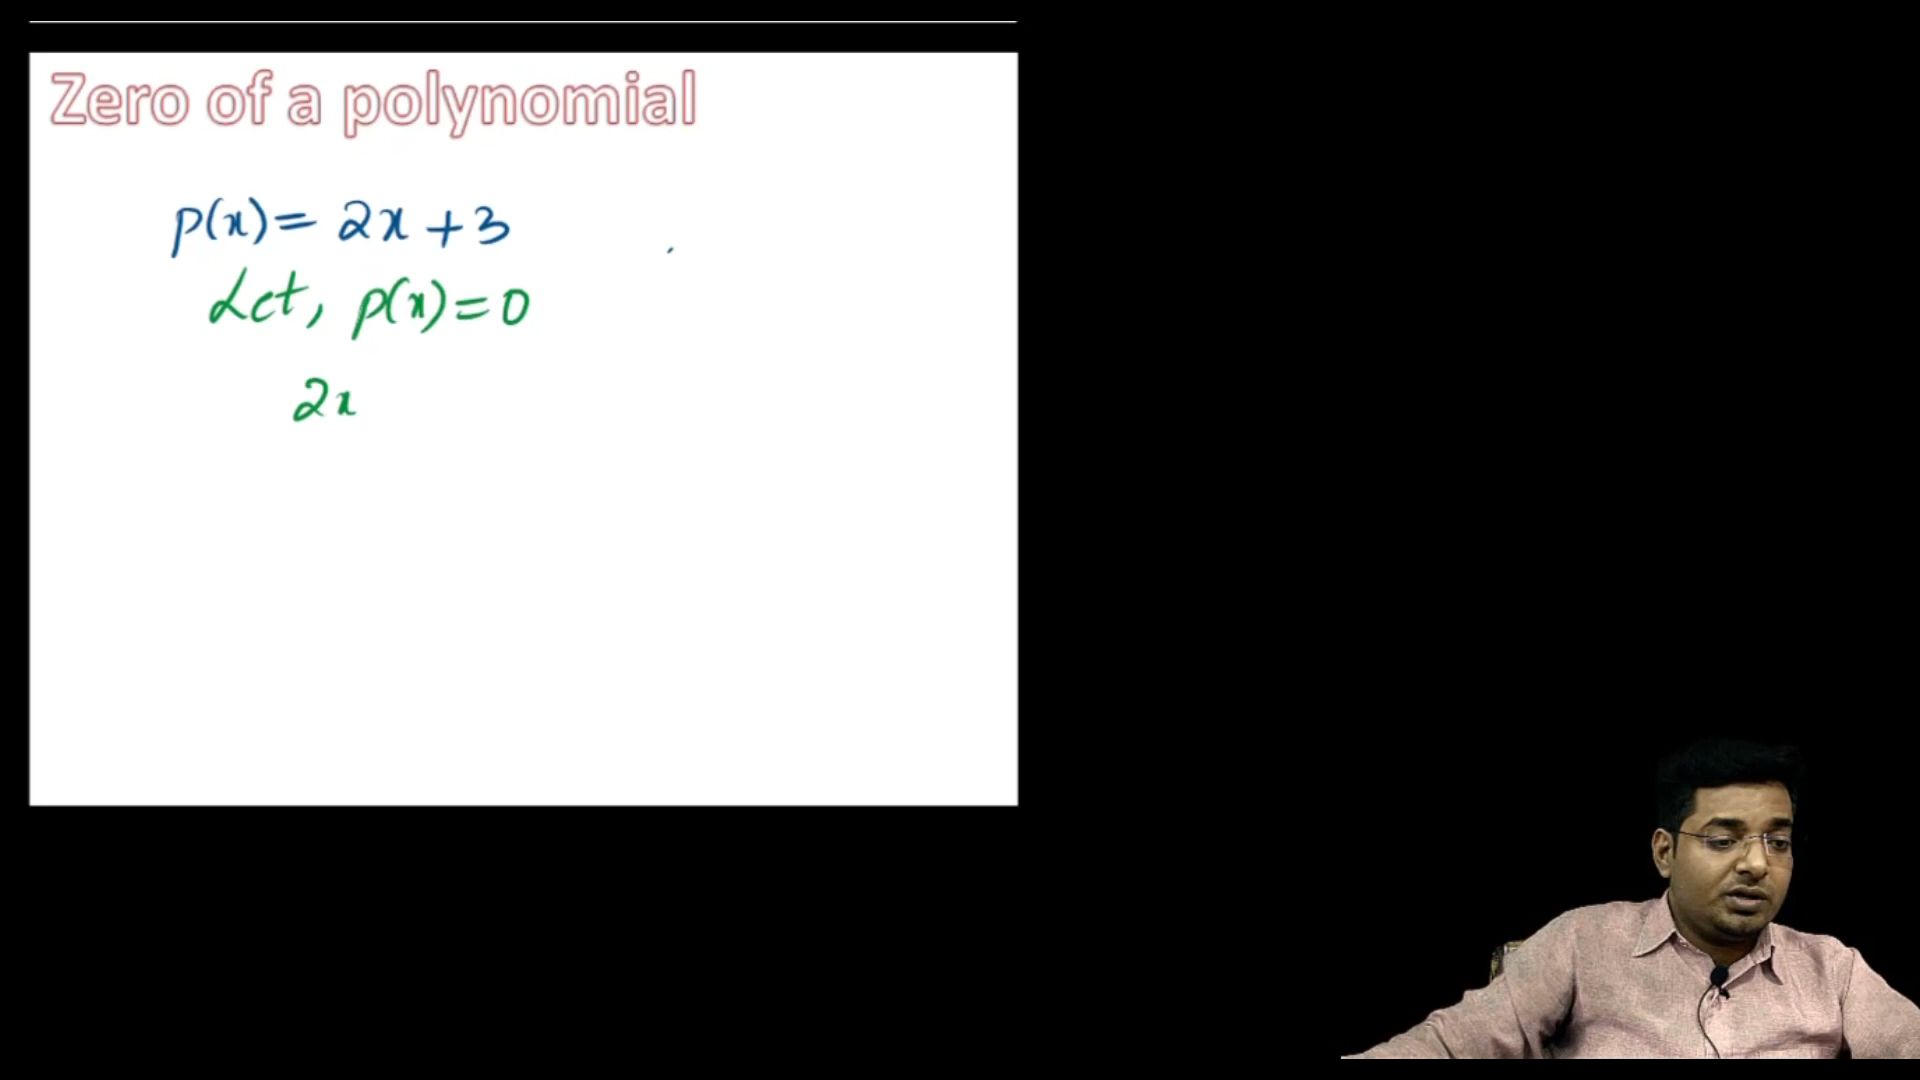 Zero of a polynomial
p(x) = 2x + 3
Let, p(x) = 0
2x